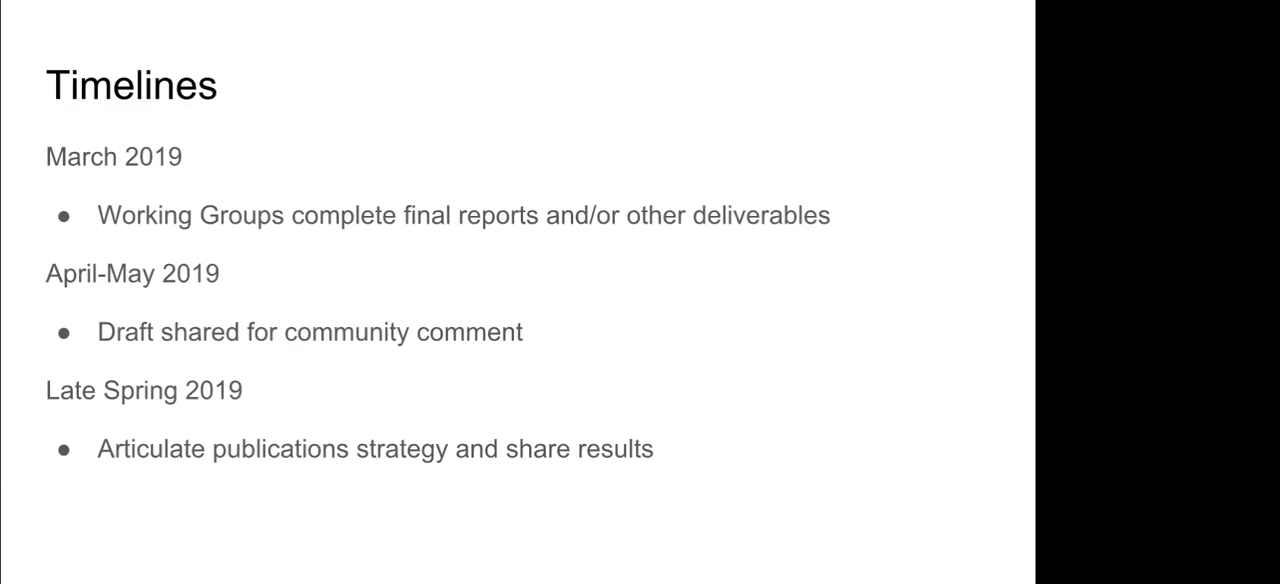 Timelines
March 2019
● Working Groups complete final reports and/or other deliverables
April-May 2019
● Draft shared for community comment
Late Spring 2019
● Articulate publications strategy and share results